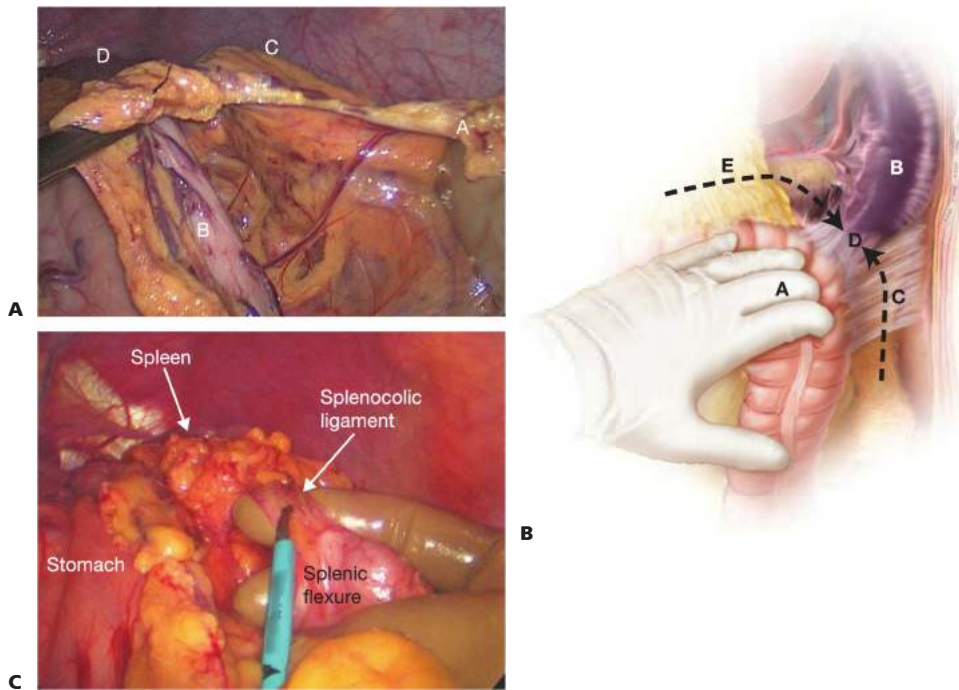 D
C
A
B
A
E
B
D
A
C
B
Spleen
Splenocolic
ligament
Stomach
Splenic
flexure
C